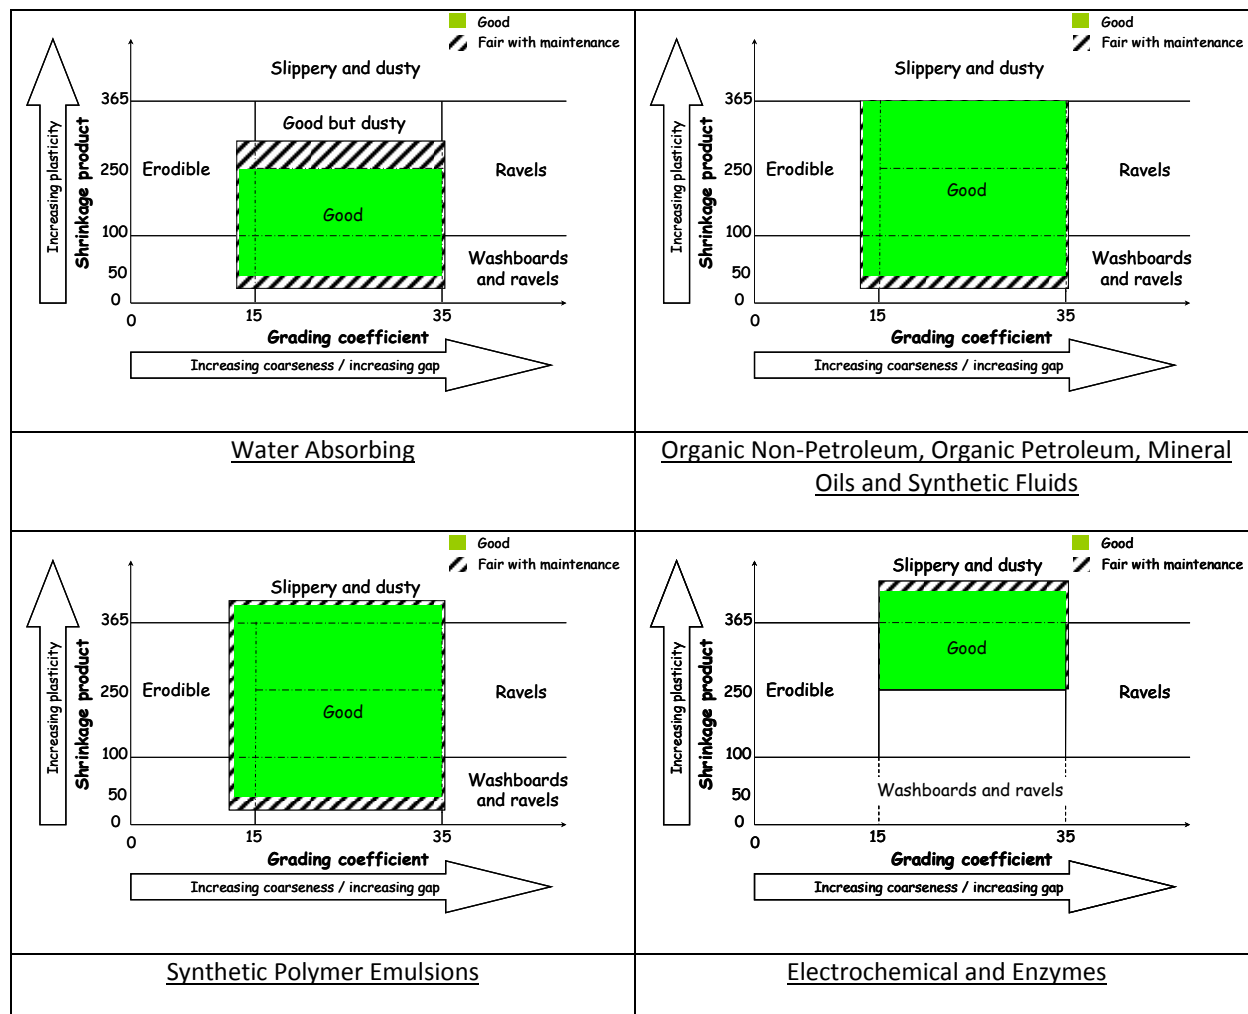 Good
Fair with maintenance
Slippery and dusty
365
Good but dusty
Increasing plasticity
Shrinkage product
250
Erodible
Ravels
Good
100
Washboards
and ravels
50
0
0
15
35
Grading coefficient
Increasing coarseness / increasing gap
Water Absorbing
Good
Fair with maintenance
Slippery and dusty
365
Increasing plasticity
Shrinkage product
250
Erodible
Ravels
Good
100
Washboards
and ravels
50
0
0
15
35
Grading coefficient
Increasing coarseness / increasing gap
Organic Non-Petroleum, Organic Petroleum, Mineral
Oils and Synthetic Fluids
Good
Fair with maintenance
Slippery and dusty
365
Increasing plasticity
Shrinkage product
250
Erodible
Ravels
Good
100
Washboards
and ravels
50
0
0
15
35
Grading coefficient
Increasing coarseness / increasing gap
Synthetic Polymer Emulsions
Good
Fair with maintenance
Slippery and dusty
365
Increasing plasticity
Shrinkage product
Good
250
Erodible
Ravels
100
Washboards and ravels
50
0
0
15
35
Grading coefficient
Increasing coarseness / increasing gap
Electrochemical and Enzymes